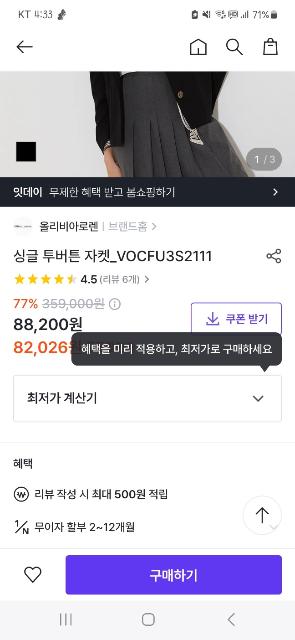 KT 4:33
71%
1 / 3
잇데이 무제한 혜택 받고 봄쇼핑하기
올리비아로렌 | 브랜드홈
싱글 투버튼 자켓_VOCFU3S2111
4.5 (리뷰 6개)
77% 359,000원
88,200원
쿠폰 받기
82,026원
혜택을 미리 적용하고, 최저가로 구매하세요
최저가 계산기
혜택
리뷰 작성 시 최대 500원 적립
1/N 무이자 할부 2~12개월
구매하기